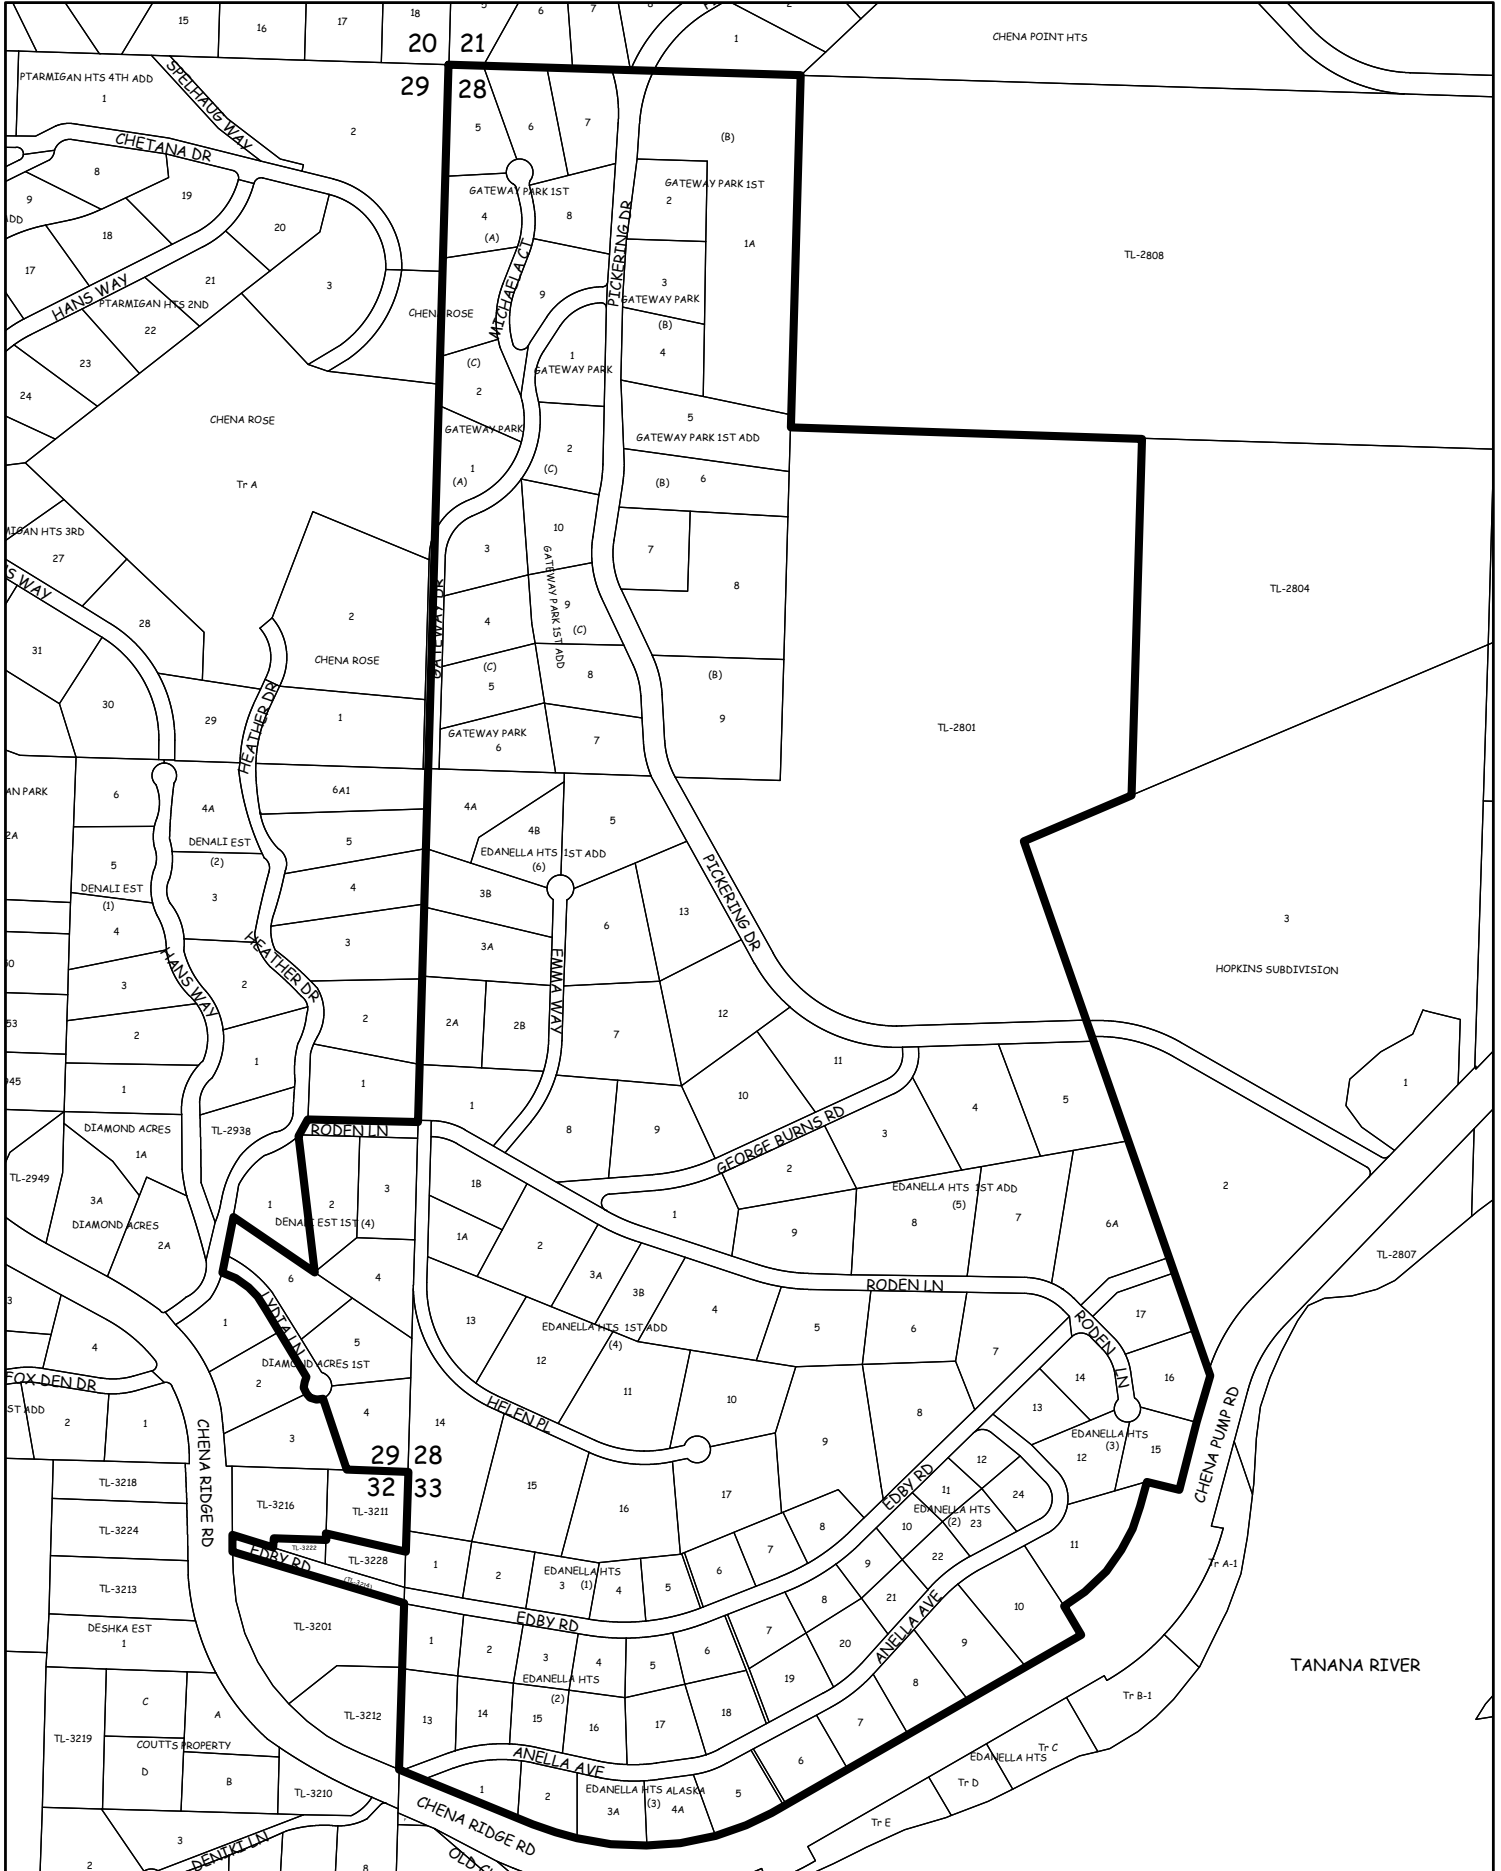 15
16
17
18
5
6
7
8
2
1
CHENA POINT HTS
20
21
29
28
PTARMIGAN HTS 4TH ADD
1
SPELHAUG WAY
2
CHETANA DR
5
6
7
(B)
8
9
19
18
20
17
21
HANS WAY
PTARMIGAN HTS 2ND
22
23
24
3
GATEWAY PARK 1ST
4
(A)
8
GATEWAY PARK 1ST
2
1A
TL-2808
MICHAELA CT
PICKERING DR
9
3
GATEWAY PARK
(B)
4
CHENA ROSE
(C)
2
1
GATEWAY PARK
CHENA ROSE
Tr A
GATEWAY PARK
1
(A)
2
(C)
5
GATEWAY PARK 1ST ADD
(B)
6
10
3
7
8
GATEWAY PARK 1ST ADD
9
(C)
4
GATEWAY DR
(C)
5
8
(B)
9
GATEWAY PARK
6
7
TL-2804
TL-2801
27
28
31
30
29
2
CHENA ROSE
1
HEATHER DR
6
4A
6A1
DENALI EST
(2)
5
5
DENALI EST
(1)
4
3
4
3
3
2
2
2
1
1
1
HANS WAY
HEATHER DR
4A
4B
5
EDANELLA HTS 1ST ADD
(6)
3B
3A
6
13
2A
2B
EMMA WAY
7
12
PICKERING DR
3
HOPKINS SUBDIVISION
1
11
10
1
8
9
GEORGE BURNS RD
4
5
3
2
DIAMOND ACRES
1A
TL-2938
TL-2949
3A
DIAMOND ACRES
2A
RODEN LN
1
2
3
DENALI EST 1ST (4)
1B
1A
2
1
9
EDANELLA HTS 1ST ADD
(5)
8
7
6A
2
TL-2807
6
4
LYDIA LN
1
5
DIAMOND ACRES 1ST
2
4
3
3A
3B
4
RODEN LN
13
EDANELLA HTS 1ST ADD
(4)
5
6
7
RODEN LN
17
14
16
12
11
10
HELEN PL
14
13
8
9
EDANELLA HTS
(3)
12
15
4
FOX DEN DR
2
1
CHENA RIDGE RD
29
28
32
33
CHENA PUMP RD
TL-3218
TL-3216
TL-3211
TL-3224
TL-3222
TL-3228
EDBY RD
TL-3213
DESHKA EST
1
TL-3201
15
16
17
EDBY RD
12
11
24
EDANELLA HTS
(2)
23
10
22
11
8
7
6
9
8
21
1
2
EDANELLA HTS
3
(1)
4
5
EDBY RD
7
20
10
9
ANELLA AVE
Tr A-1
1
2
3
4
5
6
EDANELLA HTS
(2)
19
8
TANANA RIVER
C
A
TL-3219
COUTTS PROPERTY
D
B
TL-3212
13
14
15
16
17
18
7
6
Tr B-1
Tr C
EDANELLA HTS
Tr D
Tr E
TL-3210
ANELLA AVE
1
2
EDANELLA HTS ALASKA
3A
(3)
4A
5
CHENA RIDGE RD
3
DENIKI LN
2
8